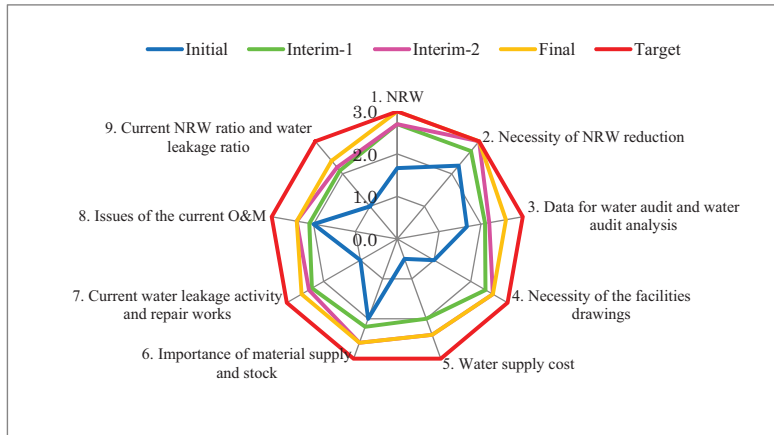 Initial Interim-1 Interim-2 Final Target
1. NRW
3.0
2.0
1.0
0.0
2. Necessity of NRW reduction
3. Data for water audit and water
audit analysis
4. Necessity of the facilities
drawings
5. Water supply cost
6. Importance of material supply
and stock
7. Current water leakage activity
and repair works
8. Issues of the current O&M
9. Current NRW ratio and water
leakage ratio